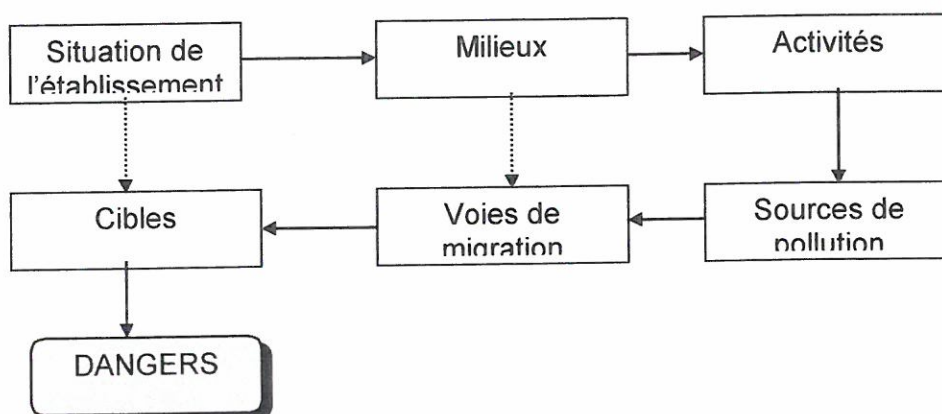 Situation de
l'établissement
Milieux
Activités
Cibles
Voies de
migration
Sources de
pollution
DANGERS